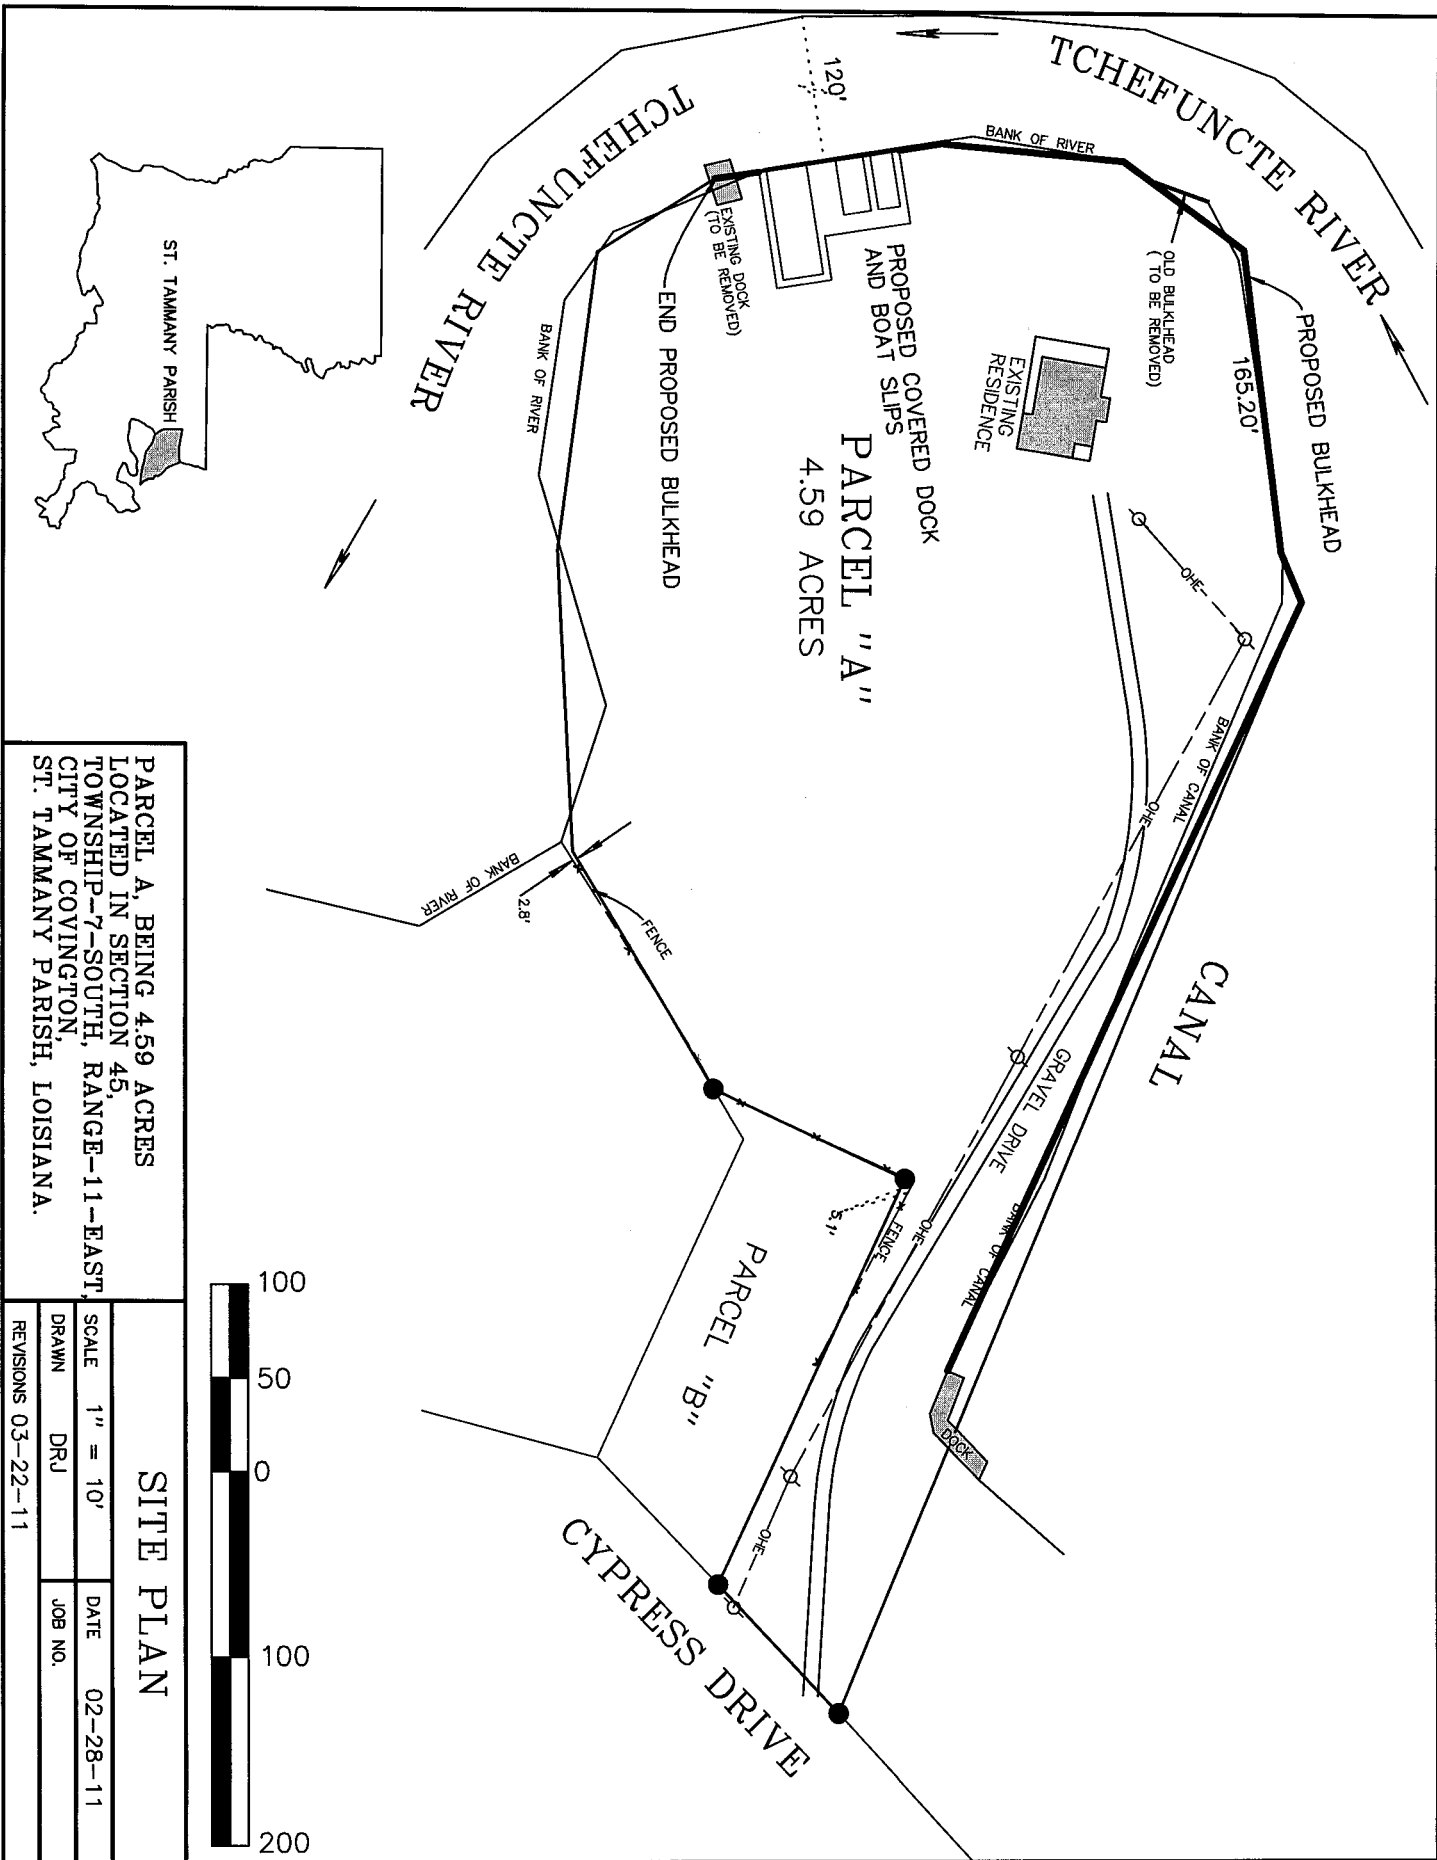 TCHEFUNCTE RIVER
TCHEFUNCTE RIVER
120'
BANK OF RIVER
OLD BULKLHEAD
( TO BE REMOVED)
165.20'
PROPOSED BULKHEAD
EXISTING DOCK
(TO BE REMOVED)
PROPOSED COVERED DOCK
AND BOAT SLIPS
EXISTING
RESIDENCE
END PROPOSED BULKHEAD
PARCEL "A"
4.59 ACRES
BANK OF RIVER
OHE
BANK OF CANAL
OHE
CANAL
GRAVEL DRIVE
BANK OF RIVER
2.8'
FENCE
5.1'
FENCE
OHE
BANK OF CANAL
DOCK
PARCEL "B"
OHE
CYPRESS DRIVE
ST. TAMMANY PARISH
PARCEL A, BEING 4.59 ACRES
LOCATED IN SECTION 45,
TOWNSHIP-7-SOUTH, RANGE-11-EAST,
CITY OF COVINGTON,
ST. TAMMANY PARISH, LOISIANA.
100
50
0
100
200
SITE PLAN
SCALE 1" = 10'
DATE 02-28-11
DRAWN DRJ
JOB NO.
REVISIONS 03-22-11